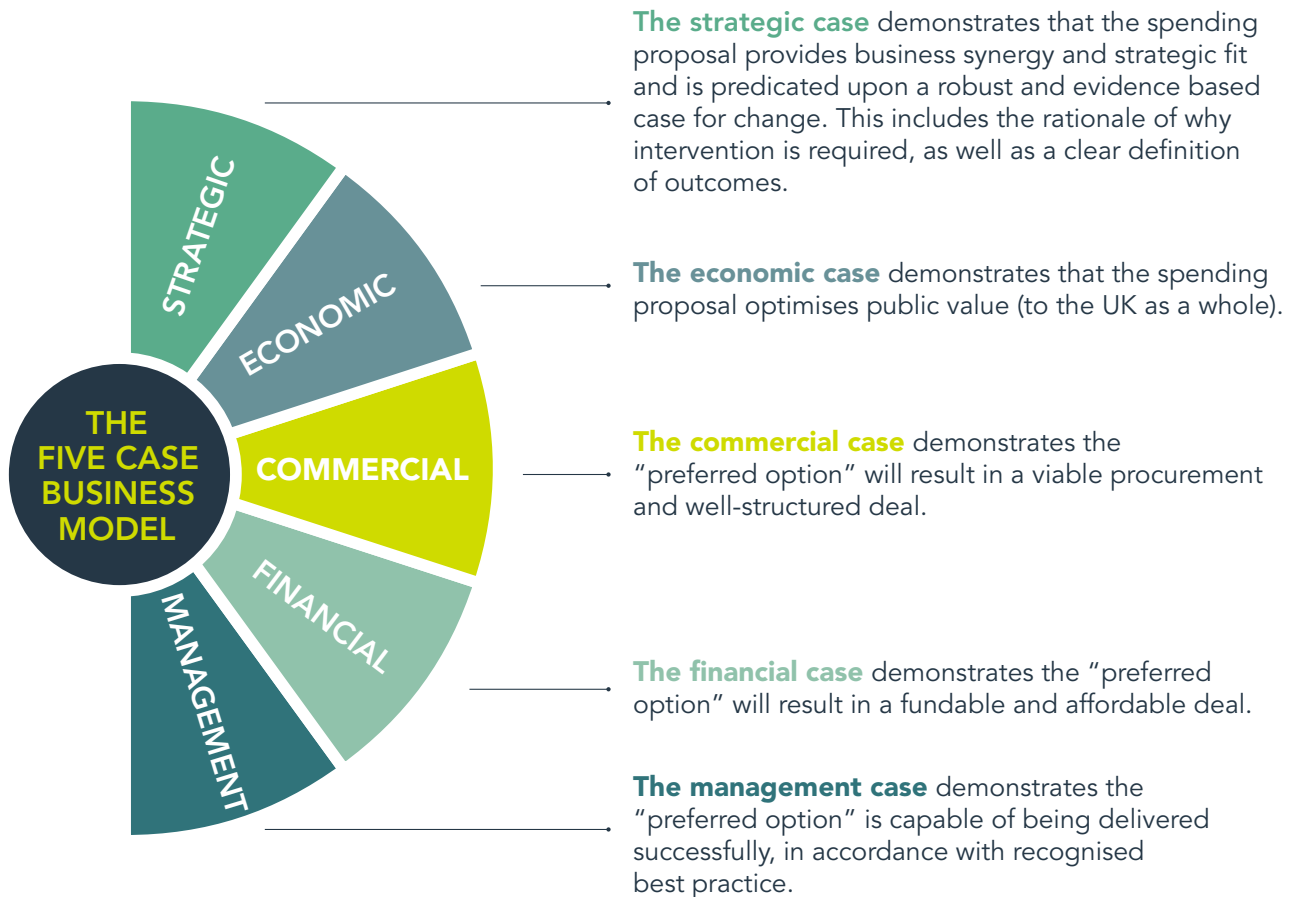 The strategic case demonstrates that the spending
proposal provides business synergy and strategic fit
and is predicated upon a robust and evidence based
case for change. This includes the rationale of why
intervention is required, as well as a clear definition
of outcomes.
STRATEGIC
The economic case demonstrates that the spending
proposal optimises public value (to the UK as a whole).
ECONOMIC
THE
FIVE CASE
BUSINESS
MODEL
COMMERCIAL
The commercial case demonstrates the
“preferred option” will result in a viable procurement
and well-structured deal.
FINANCIAL
The financial case demonstrates the “preferred
option” will result in a fundable and affordable deal.
MANAGEMENT
The management case demonstrates the
“preferred option” is capable of being delivered
successfully, in accordance with recognised
best practice.